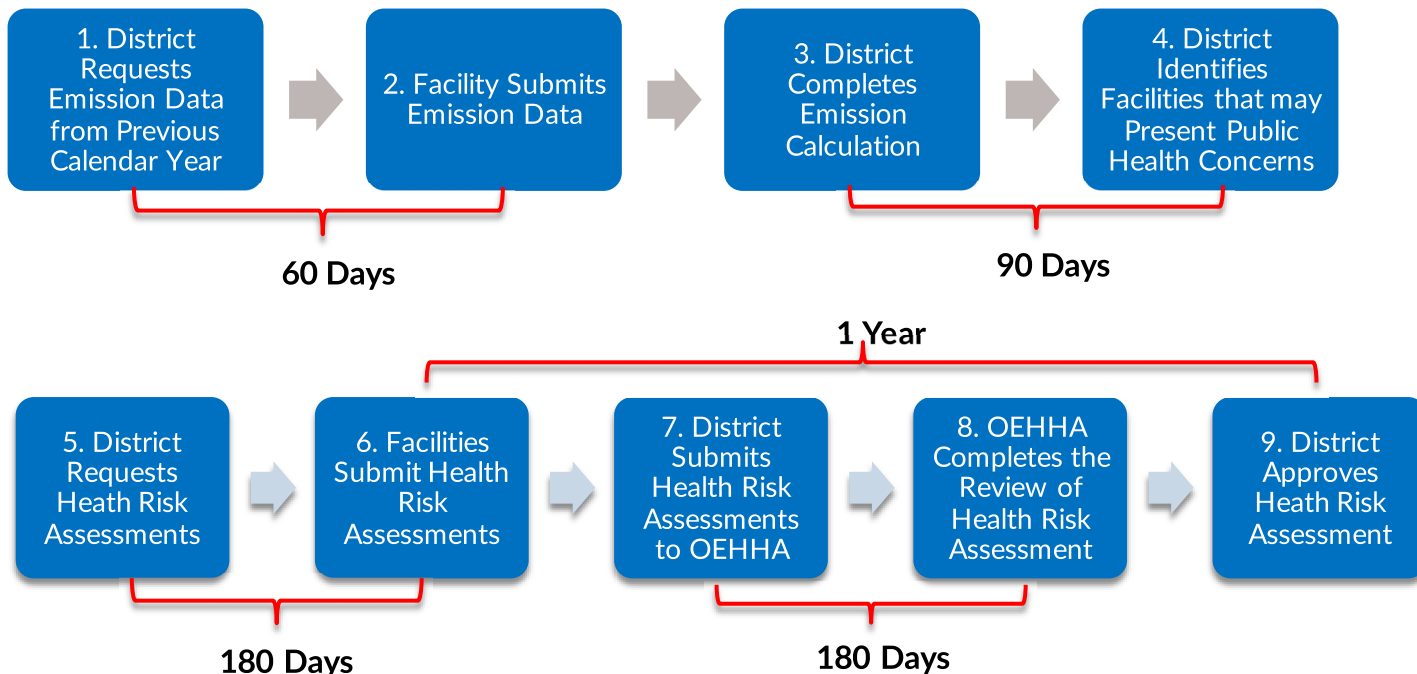 1. District
Requests
Emission Data
from Previous
Calendar Year
2. Facility Submits
Emission Data
3. District
Completes
Emission
Calculation
4. District
Identifies
Facilities that may
Present Public
Health Concerns
60 Days
90 Days
1 Year
5. District
Requests
Heath Risk
Assessments
6. Facilities
Submit Health
Risk
Assessments
7. District
Submits
Health Risk
Assessments
to OEHHA
8. OEHHA
Completes the
Review of
Health Risk
Assessment
9. District
Approves
Heath Risk
Assessment
180 Days
180 Days